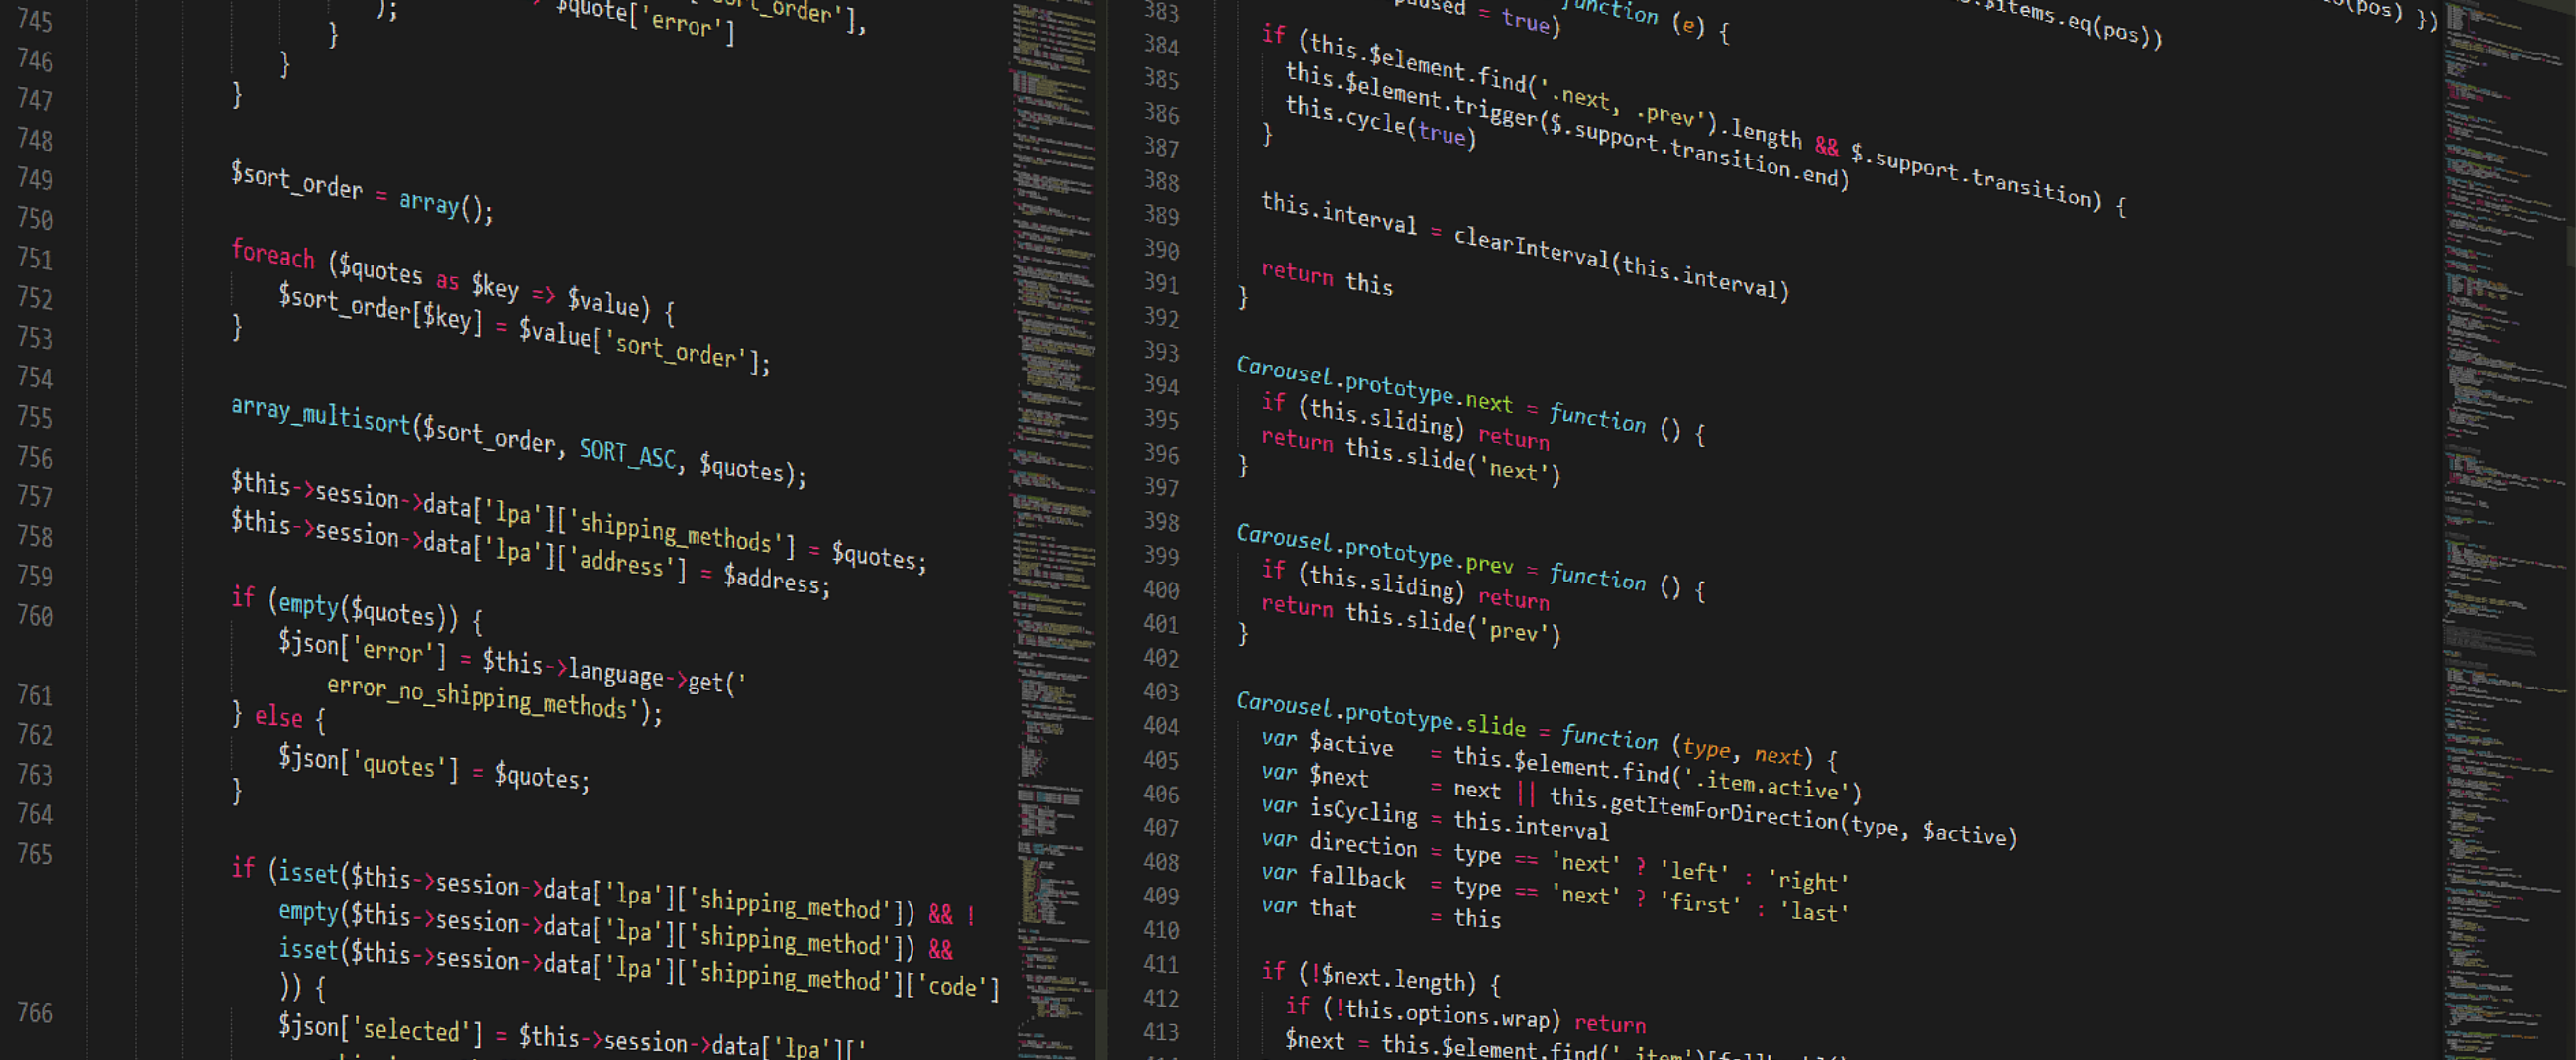 745
746
747
748
749
750
751
752
753
754
755
756
757
758
759
760
761
762
763
764
765
766
);
$quote['error']
}
}
}
$sort_order = array();
foreach ($quotes as $key => $value) {
$sort_order[$key] = $value['sort_order'];
}
array_multisort($sort_order, SORT_ASC, $quotes);
$this->session->data['lpa']['shipping_methods'] = $quotes;
$this->session->data['lpa']['address'] = $address;
if (empty($quotes)) {
$json['error'] = $this->language->get('
error_no_shipping_methods');
} else {
$json['quotes'] = $quotes;
}
if (isset($this->session->data['lpa']['shipping_method']) && !
empty($this->session->data['lpa']['shipping_method']) &&
isset($this->session->data['lpa']['shipping_method']['code']
)) {
$json['selected'] = $this->session->data['lpa']['
383
384
385
386
387
388
389
390
391
392
393
394
395
396
397
398
399
400
401
402
403
404
405
406
407
408
409
410
411
412
413
$items.eq(pos))
(pos) })
= true)
function (e) {
if (this.$element.find('.next, .prev').length && $.support.transition) {
this.$element.trigger($.support.transition.end)
this.cycle(true)
}
this.interval = clearInterval(this.interval)
return this
}
Carousel.prototype.next = function () {
if (this.sliding) return
return this.slide('next')
}
Carousel.prototype.prev = function () {
if (this.sliding) return
return this.slide('prev')
}
Carousel.prototype.slide = function (type, next) {
var $active = this.$element.find('.item.active')
var $next = next || this.getItemForDirection(type, $active)
var isCycling = this.interval
var direction = type == 'next' ? 'left' : 'right'
var fallback = type == 'next' ? 'first' : 'last'
var that = this
if (!$next.length) {
if (!this.options.wrap) return
$next = this.$element.find('.item')